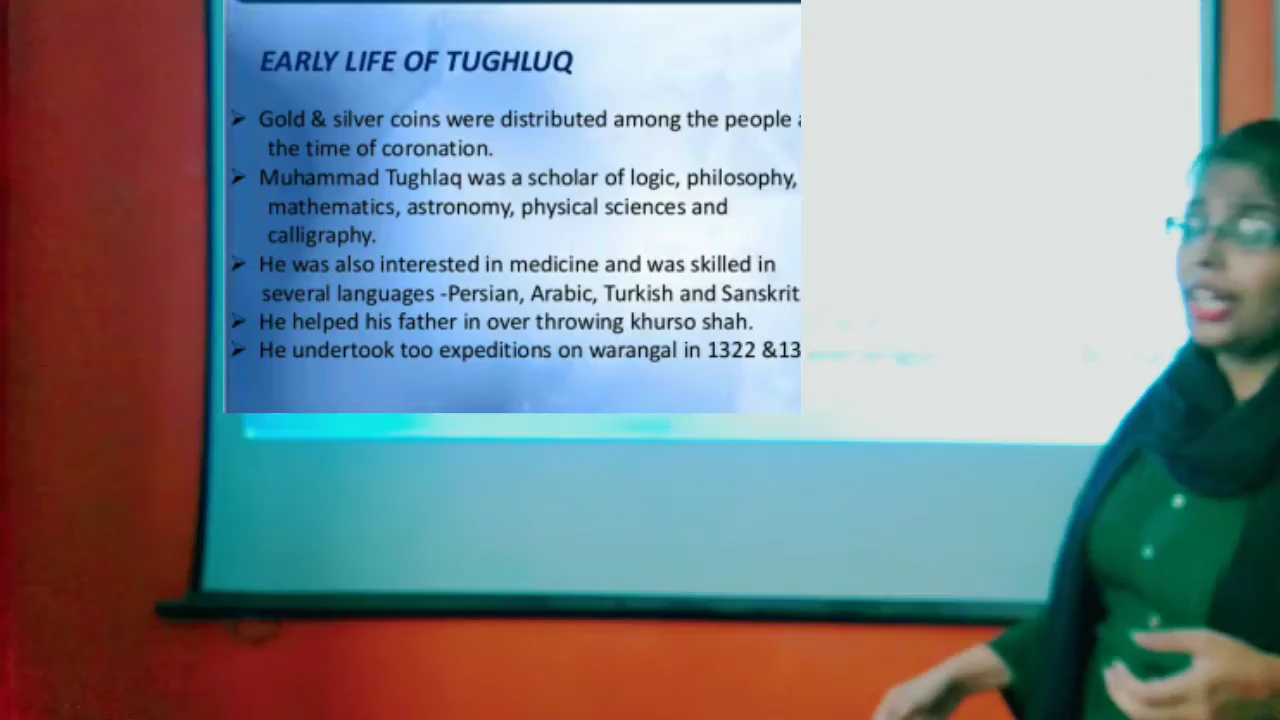 EARLY LIFE OF TUGHLUQ
➢ Gold & silver coins were distributed among the people
the time of coronation.
➢ Muhammad Tughlaq was a scholar of logic, philosophy,
mathematics, astronomy, physical sciences and
calligraphy.
➢ He was also interested in medicine and was skilled in
several languages -Persian, Arabic, Turkish and Sanskrit
➢ He helped his father in over throwing khurso shah.
➢ He undertook too expeditions on warangal in 1322 &13